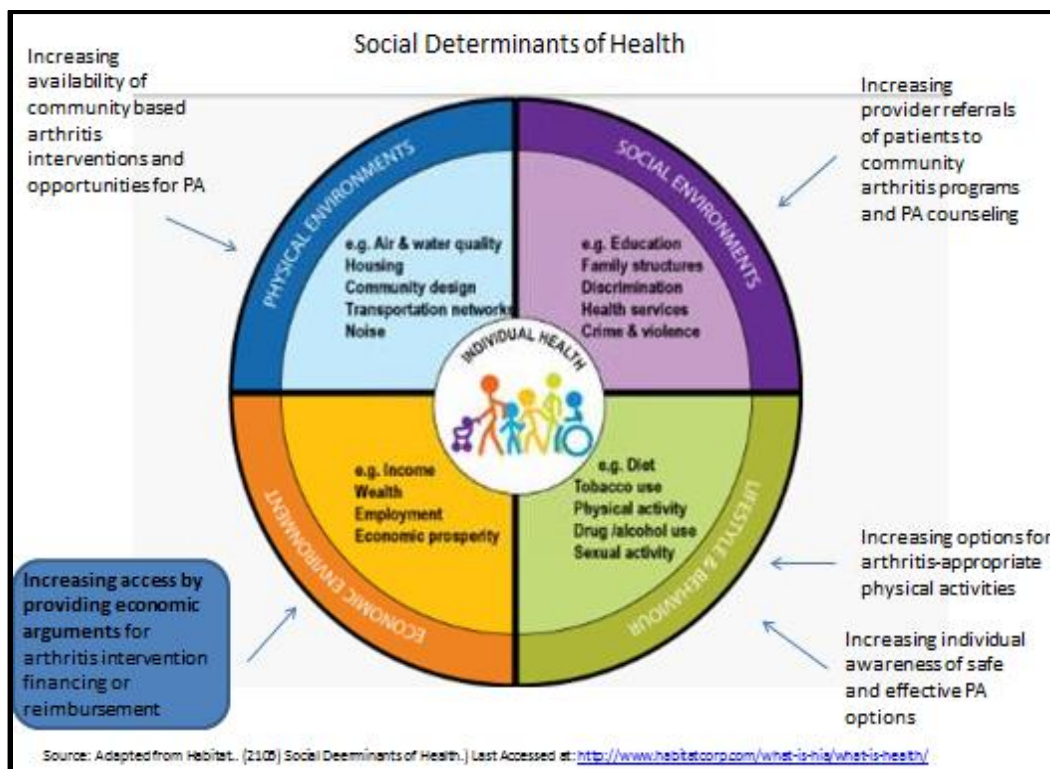 Social Determinants of Health
Increasing
availability of
community based
arthritis
interventions and
opportunities for PA
Increasing
provider referrals
of patients to
community
arthritis programs
and PA counseling
PHYSICAL ENVIRONMENTS
e.g. Air & water quality
Housing
Community design
Transportation networks
Noise
SOCIAL ENVIRONMENTS
e.g. Education
Family structures
Discrimination
Health services
Crime & violence
INDIVIDUAL HEALTH
ECONOMIC ENVIRONMENT
e.g. Income
Wealth
Employment
Economic prosperity
LIFESTYLE & BEHAVIOUR
e.g. Diet
Tobacco use
Physical activity
Drug /alcohol use
Sexual activity
Increasing access by
providing economic
arguments for
arthritis intervention
financing or
reimbursement
Increasing options for
arthritis-appropriate
physical activities
Increasing individual
awareness of safe
and effective PA
options
Source: Adapted from Habitat.. (2105) Social Deerminants of Health.) Last Accessed at: http://www.habitatcorp.com/what-is-hia/what-is-health/